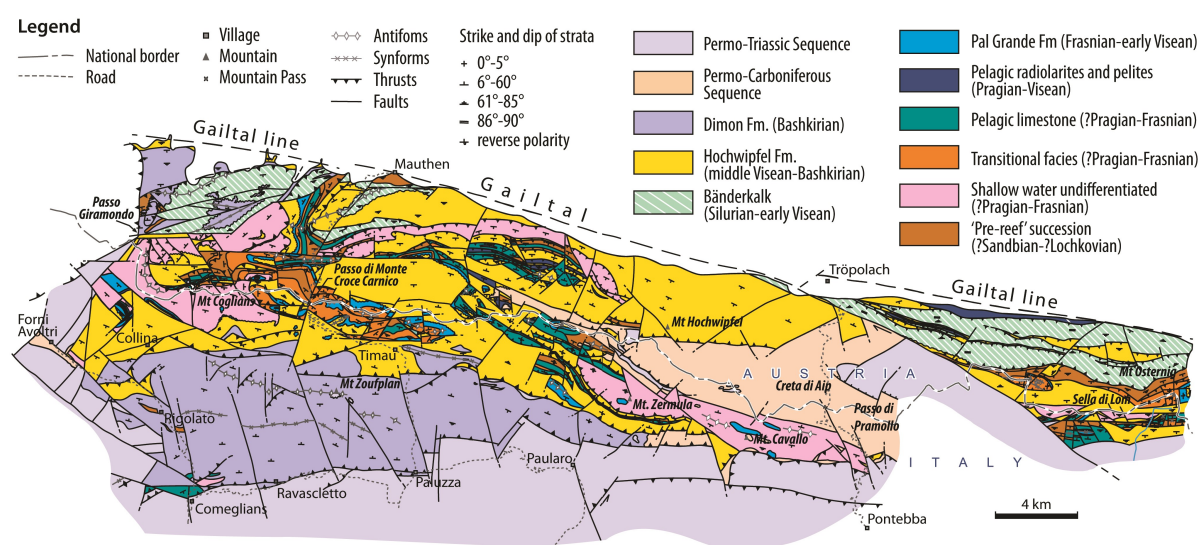 Legend
National border
Road
Village
Mountain
Mountain Pass
Antifoms
Synforms
Thrusts
Faults
Strike and dip of strata
0°-5°
6°-60°
61°-85°
86°-90°
reverse polarity
Permo-Triassic Sequence
Permo-Carboniferous
Sequence
Dimon Fm. (Bashkirian)
Hochwipfel Fm.
(middle Visean-Bashkirian)
Bänderkalk
(Silurian-early Visean)
Pal Grande Fm (Frasnian-early Visean)
Pelagic radiolarites and pelites
(Pragian-Visean)
Pelagic limestone (?Pragian-Frasnian)
Transitional facies (?Pragian-Frasnian)
Shallow water undifferentiated
(?Pragian-Frasnian)
'Pre-reef' succession
(?Sandbian-?Lochkovian)
Gailtal line
Mauthen
Gailtal
Passo
Giramondo
Tröpolach
Gailtal line
Passo di Monte
Croce Carnico
Mt Coglians
Mt Hochwipfel
Forni
Avoltri
Collina
Timau
Mt Zoufplan
AUSTRIA
Creta di Aip
Mt Osternig
Sella di Lom
Mt. Zermula
Passo di
Pramollo
Rigolato
Mt. Cavallo
ITALY
Paularo
Paluzza
Ravascletto
Comeglians
Pontebba
4 km